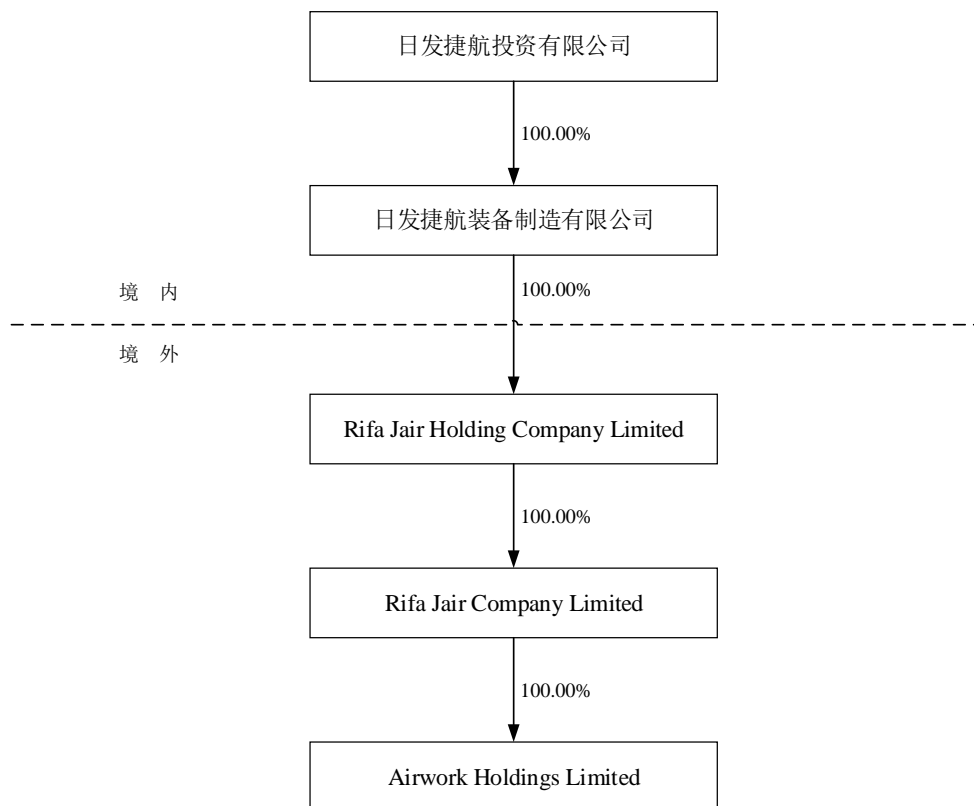 日发捷航投资有限公司
100.00%
日发捷航装备制造有限公司
100.00%
境 内
境 外
Rifa Jair Holding Company Limited
100.00%
Rifa Jair Company Limited
100.00%
Airwork Holdings Limited